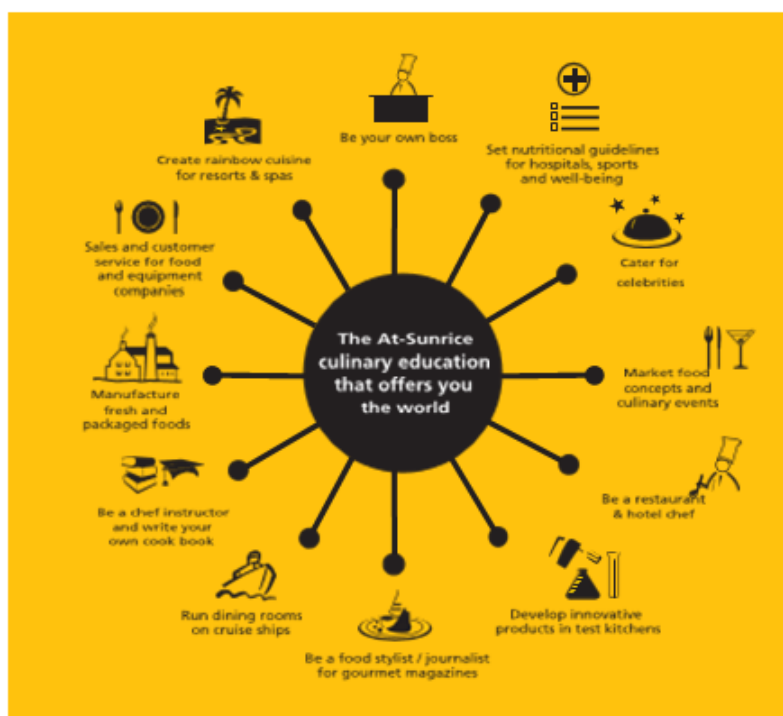 Be your own boss
Set nutritional guidelines
for hospitals, sports
and well-being
Cater for
celebrities
Market food
concepts and
culinary events
Be a restaurant
& hotel chef
Develop innovative
products in test kitchens
Be a food stylist / journalist
for gourmet magazines
Run dining rooms
on cruise ships
Be a chef instructor
and write your
own cook book
Manufacture
fresh and
packaged foods
Sales and customer
service for food
and equipment
companies
Create rainbow cuisine
for resorts & spas
The At-Sunrice
culinary education
that offers you
the world